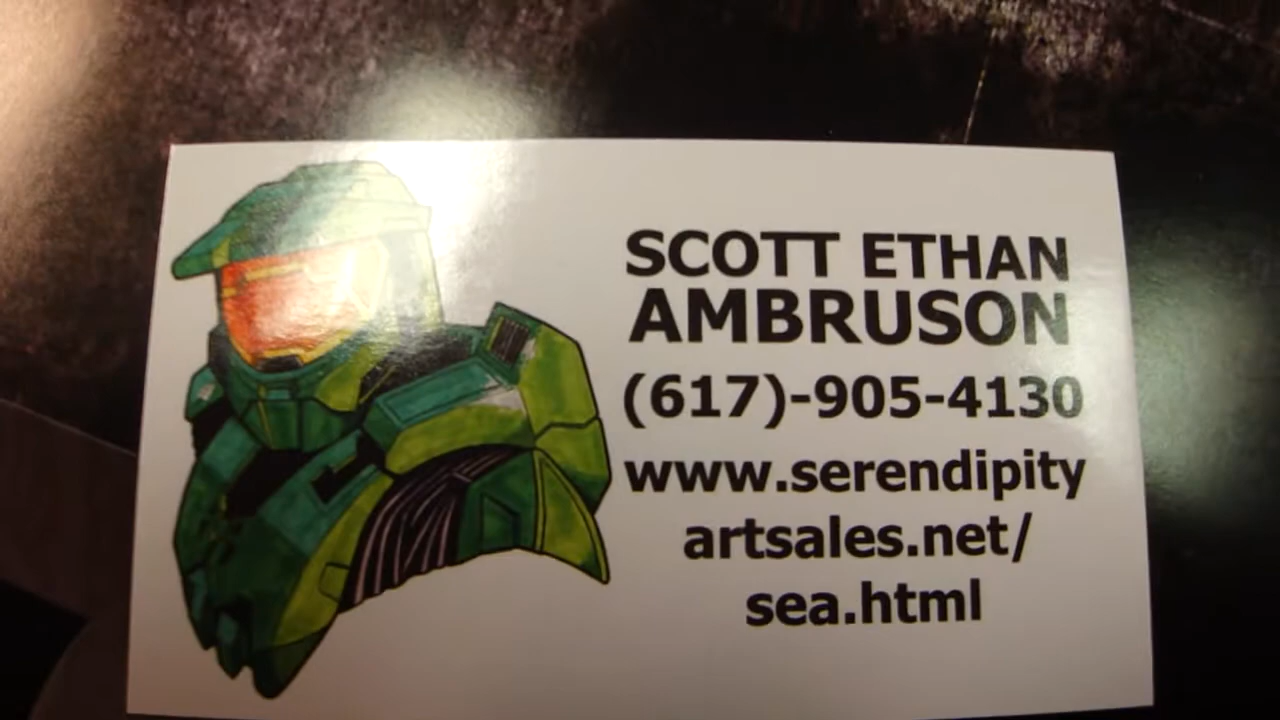 SCOTT ETHAN
AMBRUSON
(617)-905-4130
www.serendipity
artsales.net/
sea.html